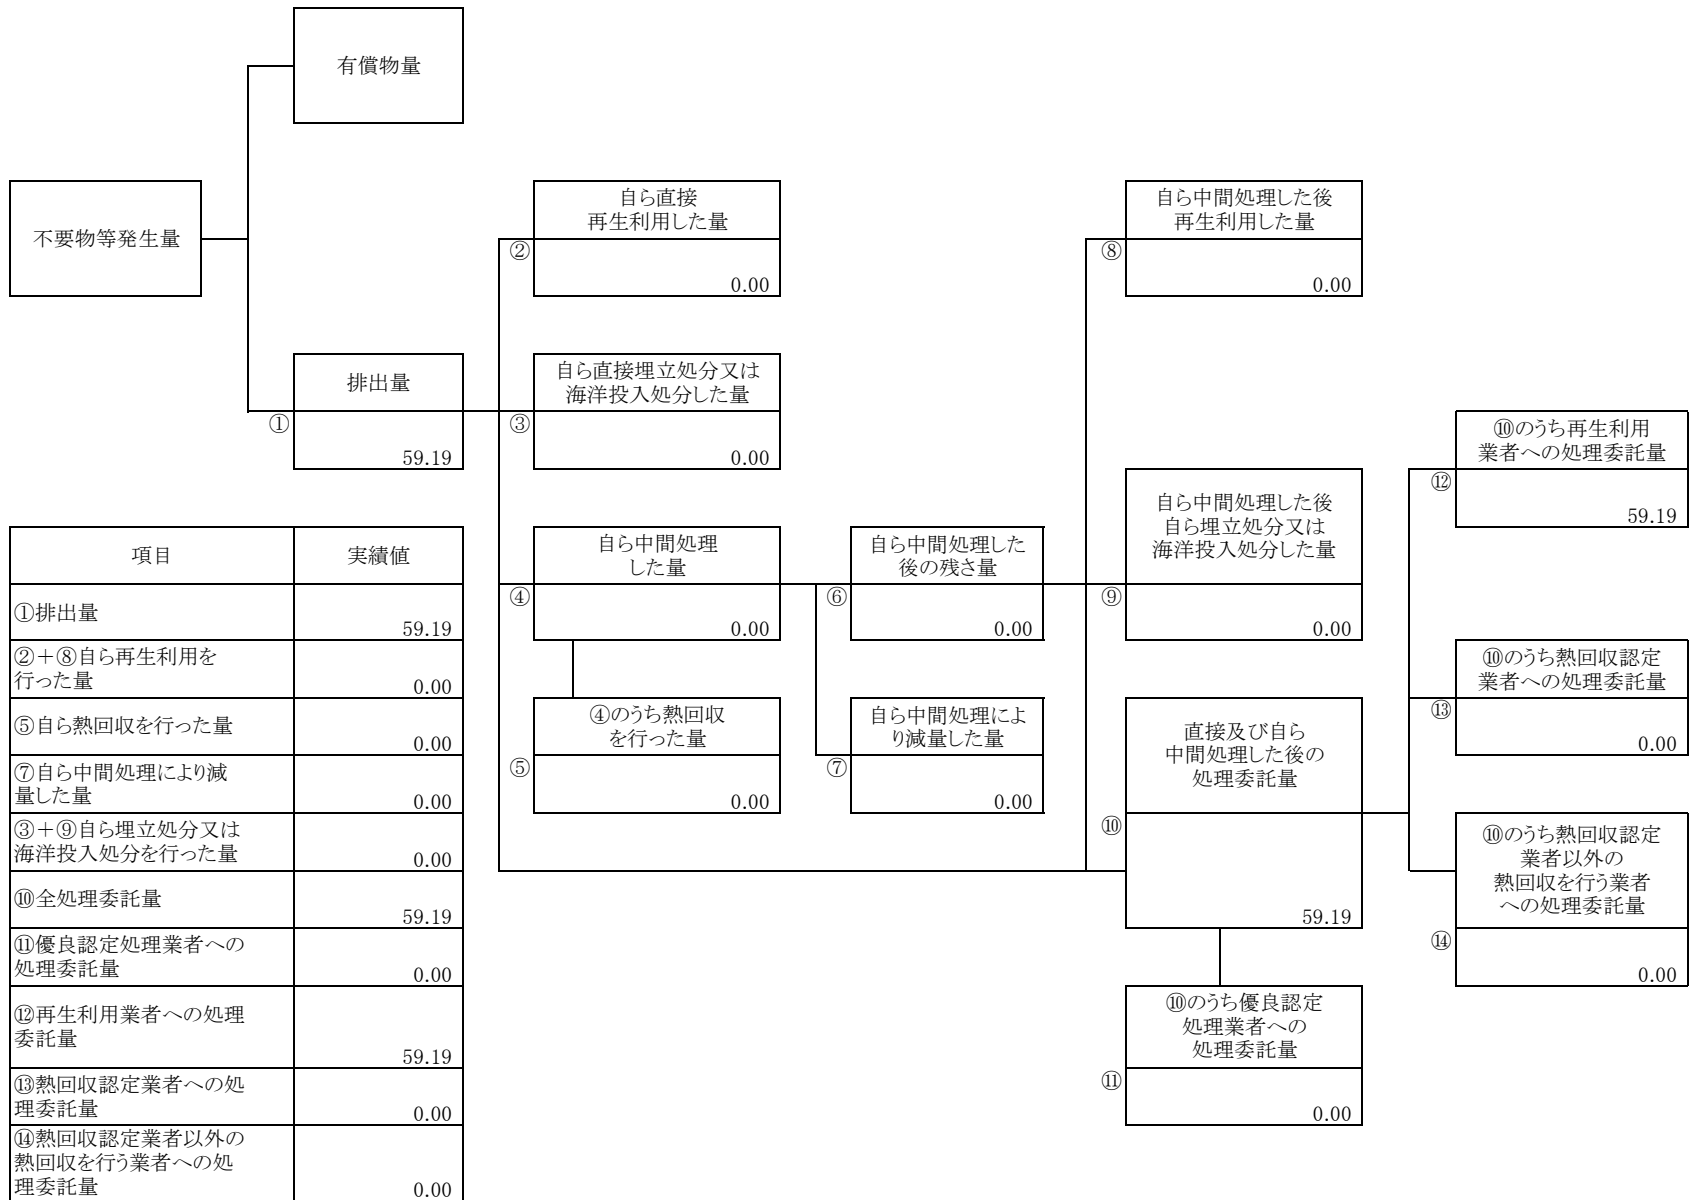 有償物量
不要物等発生量
自ら直接
再生利用した量
②
0.00
自ら中間処理した後
再生利用した量
⑧
0.00
排出量
①
59.19
自ら直接埋立処分又は
海洋投入処分した量
③
0.00
⑩のうち再生利用
業者への処理委託量
⑫
59.19
自ら中間処理した後
自ら埋立処分又は
海洋投入処分した量
⑨
0.00
自ら中間処理
した量
④
0.00
自ら中間処理した
後の残さ量
⑥
0.00
⑩のうち熱回収認定
業者への処理委託量
⑬
0.00
④のうち熱回収
を行った量
⑤
0.00
自ら中間処理によ
り減量した量
⑦
0.00
直接及び自ら
中間処理した後の
処理委託量
⑩
59.19
⑩のうち熱回収認定
業者以外の
熱回収を行う業者
への処理委託量
⑭
0.00
⑩のうち優良認定
処理業者への
処理委託量
⑪
0.00
項目 実績値
①排出量
59.19
②+⑧自ら再生利用を
行った量
0.00
⑤自ら熱回収を行った量
0.00
⑦自ら中間処理により減
量した量
0.00
③+⑨自ら埋立処分又は
海洋投入処分を行った量
0.00
⑩全処理委託量
59.19
⑪優良認定処理業者への
処理委託量
0.00
⑫再生利用業者への処理
委託量
59.19
⑬熱回収認定業者への処
理委託量
0.00
⑭熱回収認定業者以外の
熱回収を行う業者への処
理委託量
0.00